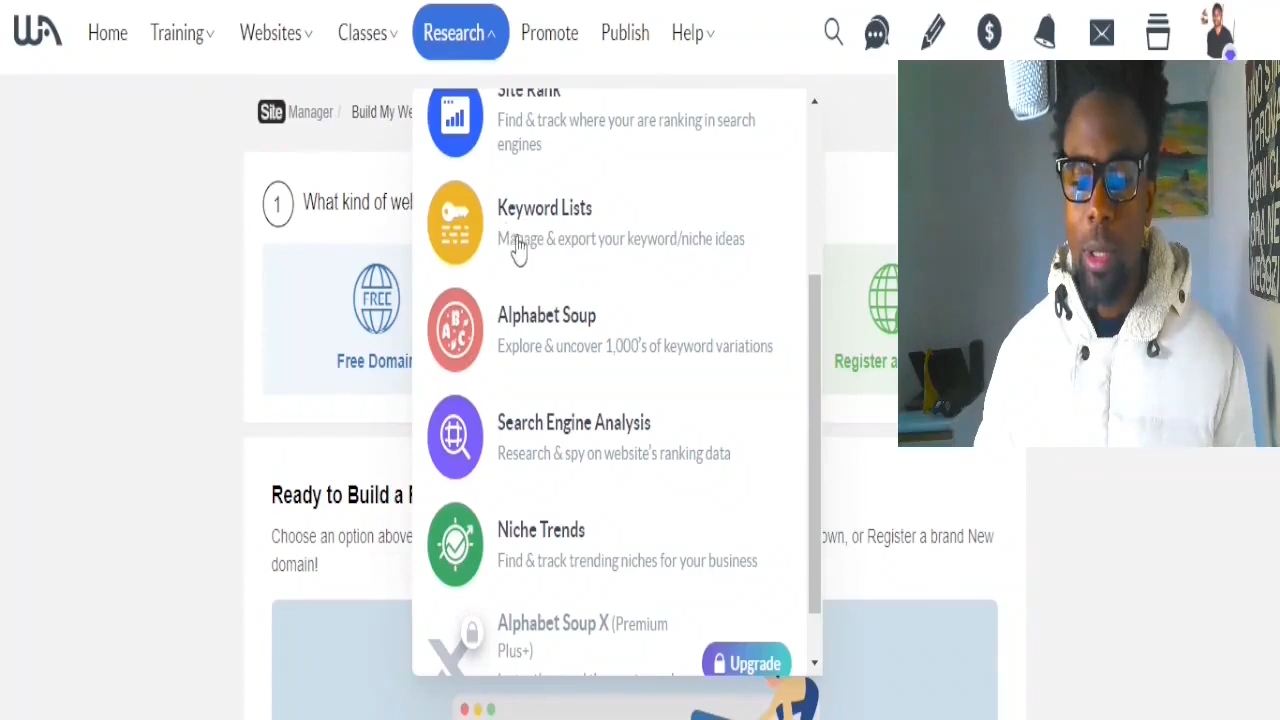 WA Home Training Websites Classes Research Promote Publish Help
Site Manager / Build My We
Site Rank
Find & track where your are ranking in search
engines
1 What kind of wel
Keyword Lists
Manage & export your keyword/niche ideas
FREE
Free Domain
Register a
Alphabet Soup
Explore & uncover 1,000's of keyword variations
Search Engine Analysis
Research & spy on website's ranking data
Ready to Build a
Choose an option above
own, or Register a brand New
domain!
Niche Trends
Find & track trending niches for your business
Alphabet Soup X (Premium
Plus+)
Upgrade